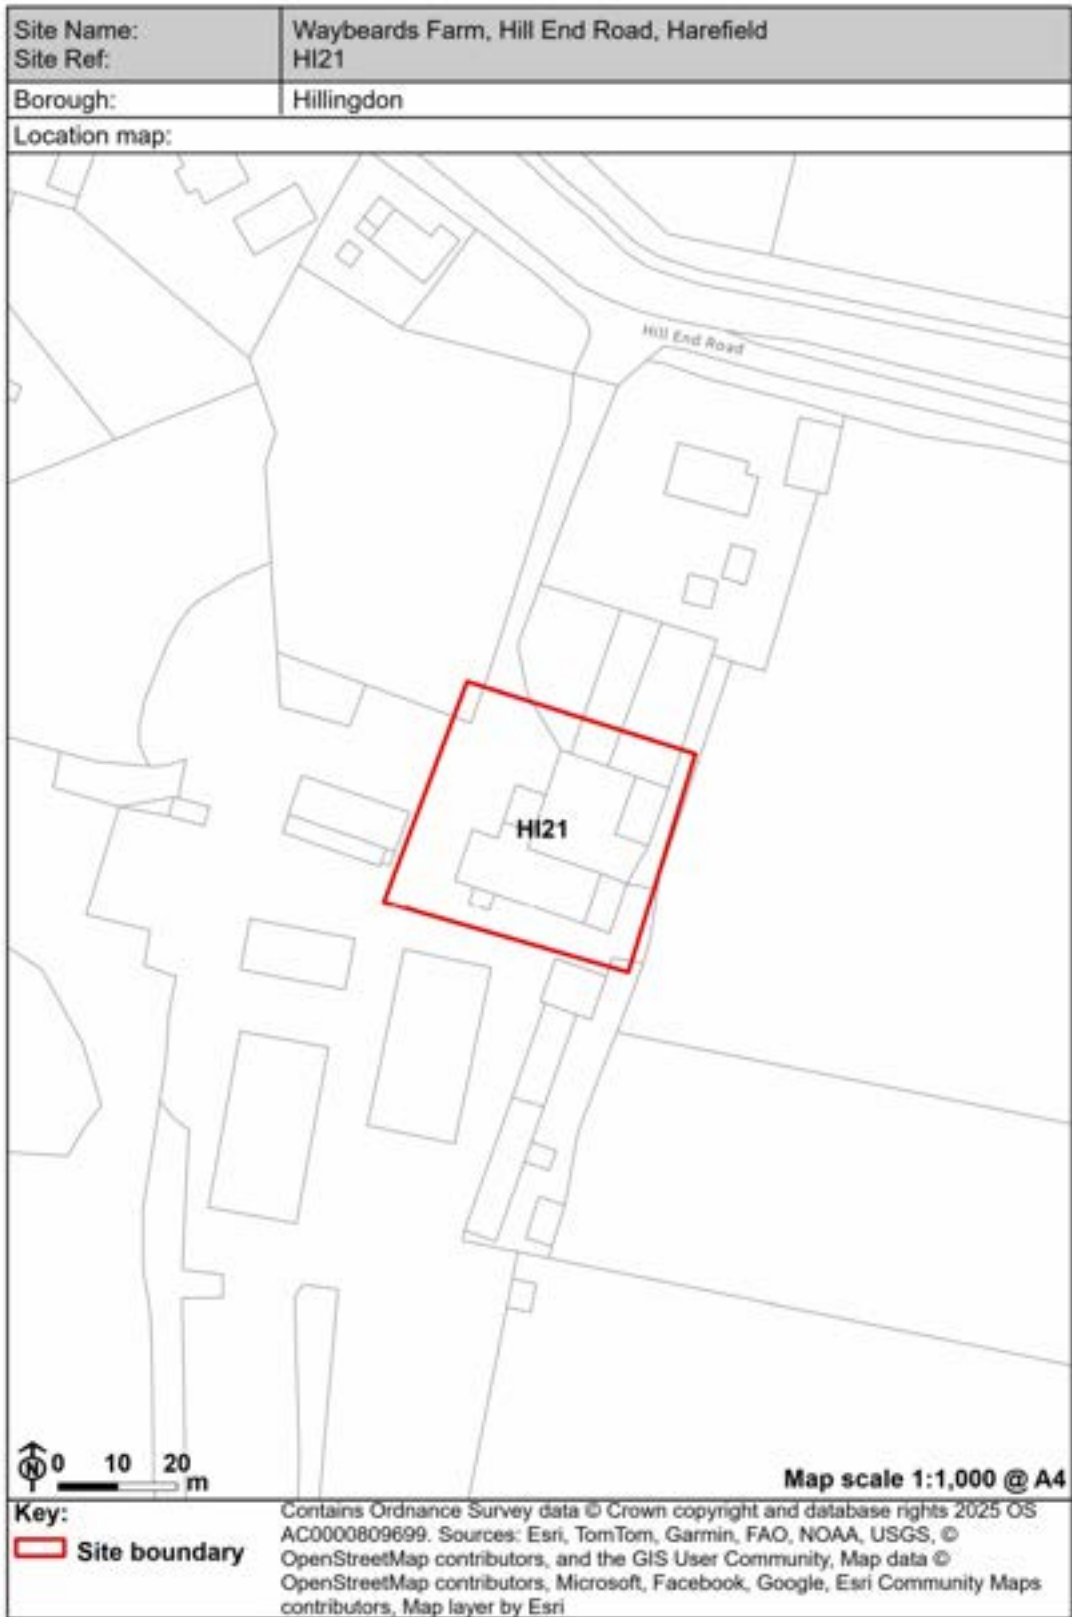 Site Name: Waybeards Farm, Hill End Road, Harefield
Site Ref: HI21
Borough: Hillingdon
Location map:
Hill End Road
HI21
N 0 10 20 m
Map scale 1:1,000 @ A4
Key:
Site boundary
Contains Ordnance Survey data © Crown copyright and database rights 2025 OS
AC0000809699. Sources: Esri, TomTom, Garmin, FAO, NOAA, USGS, ©
OpenStreetMap contributors, and the GIS User Community, Map data ©
OpenStreetMap contributors, Microsoft, Facebook, Google, Esri Community Maps
contributors, Map layer by Esri